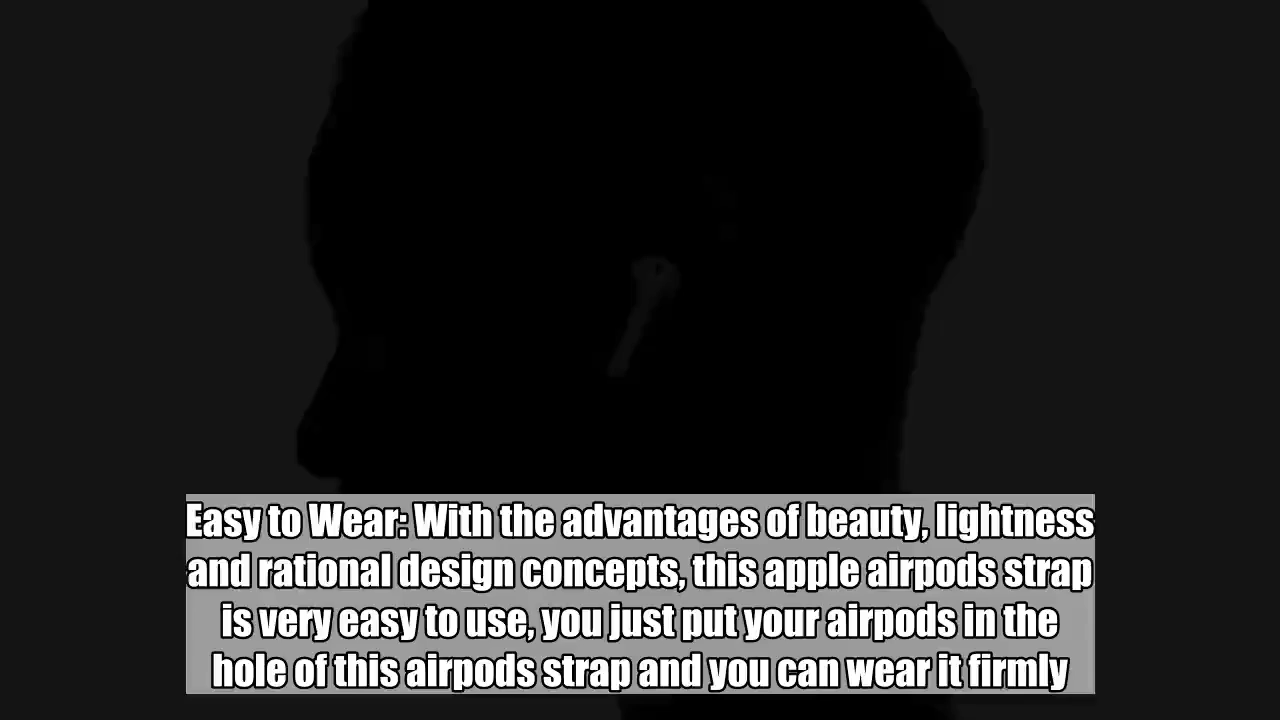 Easy to Wear: With the advantages of beauty, lightness
and rational design concepts, this apple airpods strap
is very easy to use, you just put your airpods in the
hole of this airpods strap and you can wear it firmly